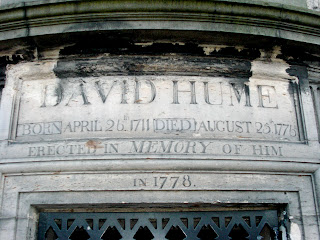 DAVID HUME
BORN APRIL 26TH 1711 DIED AUGUST 25TH 1776
ERECTED IN MEMORY OF HIM
IN 1778.